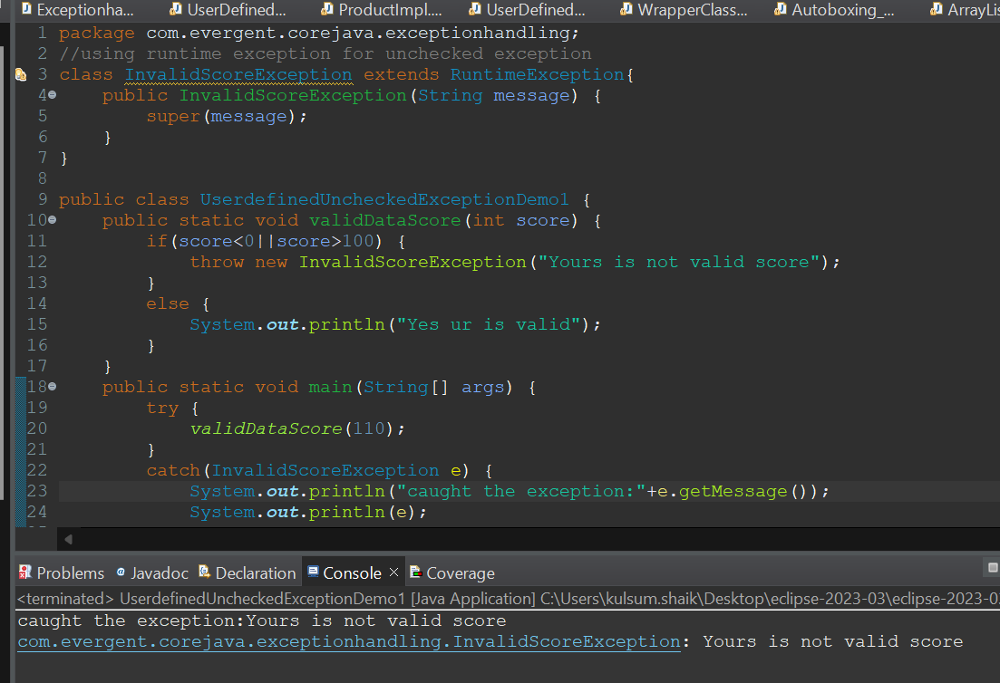 Exceptionha... UserDefined... ProductImpl.... UserDefined... WrapperClass... Autoboxing_... ArrayLis
1 package com.evergent.corejava.exceptionhandling;
2 //using runtime exception for unchecked exception
3 class InvalidScoreException extends RuntimeException{
4 public InvalidScoreException(String message) {
5 super(message);
6 }
7 }
8
9 public class UserdefinedUncheckedExceptionDemo1 {
10 public static void validDataScore(int score) {
11 if(score<0||score>100) {
12 throw new InvalidScoreException("Yours is not valid score");
13 }
14 else {
15 System.out.println("Yes ur is valid");
16 }
17 }
18 public static void main(String[] args) {
19 try {
20 validDataScore(110);
21 }
22 catch(InvalidScoreException e) {
23 System.out.println("caught the exception:"+e.getMessage());
24 System.out.println(e);
Problems Javadoc Declaration Console Coverage
<terminated> UserdefinedUncheckedExceptionDemo1 [Java Application] C:\Users\kulsum.shaik\Desktop\eclipse-2023-03\eclipse-2023-0
caught the exception:Yours is not valid score
com.evergent.corejava.exceptionhandling.InvalidScoreException: Yours is not valid score